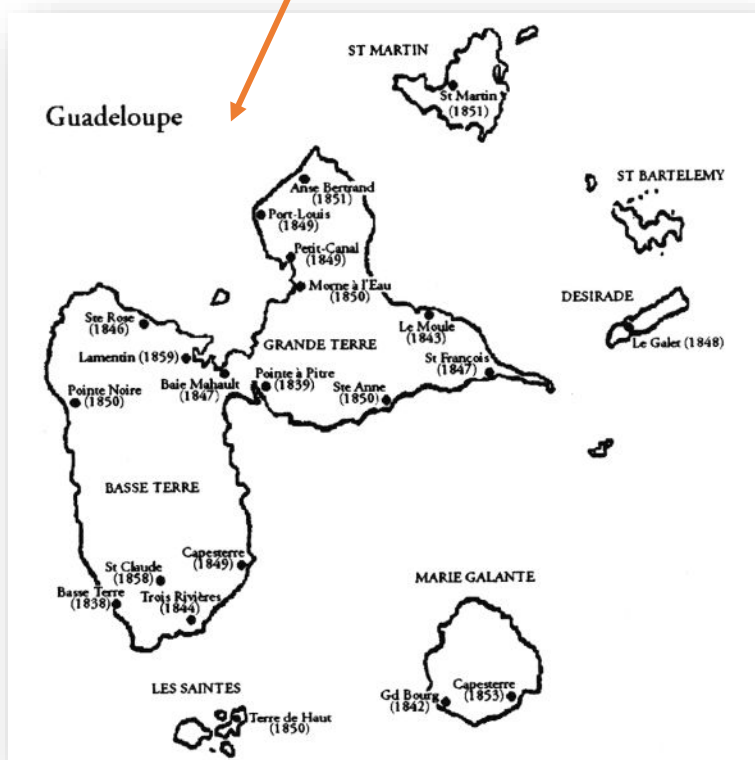 ST MARTIN
St Martin
(1851)
Guadeloupe
ST BARTELEMY
Anse Bertrand
(1851)
Port-Louis
(1849)
Petit-Canal
(1849)
Morne à l'Eau
(1850)
DESIRADE
Le Galet (1848)
Ste Rose
(1846)
Le Moule
(1843)
GRANDE TERRE
Lamentin (1859)
St François
(1847)
Baie Mahault
(1847)
Pointe à Pitre
(1839)
Ste Anne
(1850)
Pointe Noire
(1850)
BASSE TERRE
Capesterre
(1849)
St Claude
(1858)
Basse Terre
(1838)
Trois Rivières
(1844)
MARIE GALANTE
Gd Bourg
(1842)
Capesterre
(1853)
LES SAINTES
Terre de Haut
(1850)